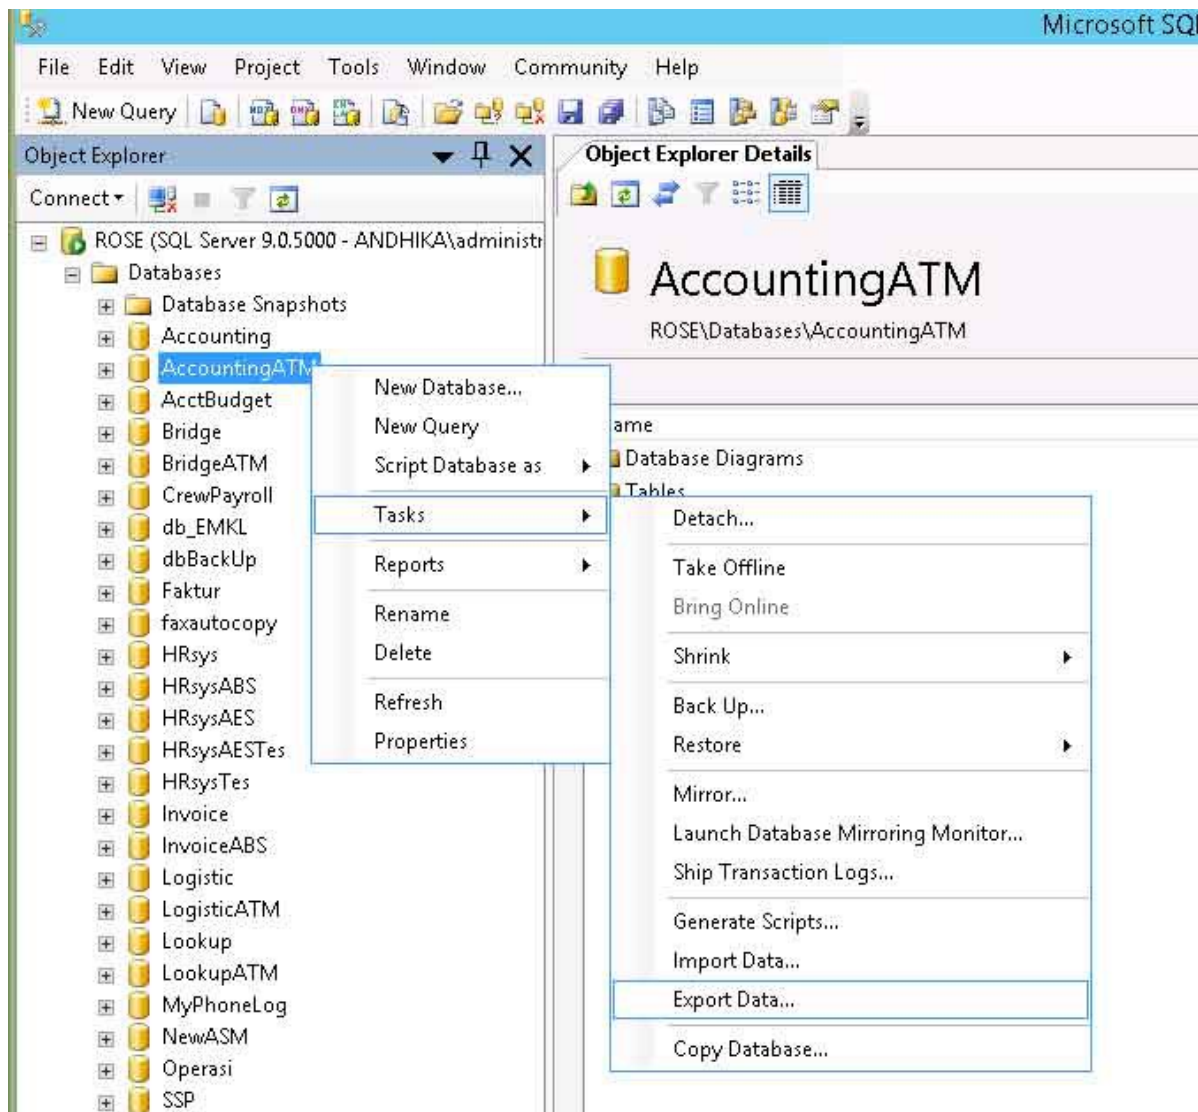 Microsoft SQL
File Edit View Project Tools Window Community Help
New Query
Object Explorer
Connect
ROSE (SQL Server 9.0.5000 - ANDHIKA\administr
Databases
Database Snapshots
Accounting
AccountingATM
AcctBudget
Bridge
BridgeATM
CrewPayroll
db_EMKL
dbBackUp
Faktur
faxautocopy
HRsys
HRsysABS
HRsysAES
HRsysAESTes
HRsysTes
Invoice
InvoiceABS
Logistic
LogisticATM
Lookup
LookupATM
MyPhoneLog
NewASM
Operasi
SSP
New Database...
New Query
Script Database as
Tasks
Reports
Rename
Delete
Refresh
Properties
Object Explorer Details
AccountingATM
ROSE\Databases\AccountingATM
ame
Database Diagrams
Tables
Detach...
Take Offline
Bring Online
Shrink
Back Up...
Restore
Mirror...
Launch Database Mirroring Monitor...
Ship Transaction Logs...
Generate Scripts...
Import Data...
Export Data...
Copy Database...